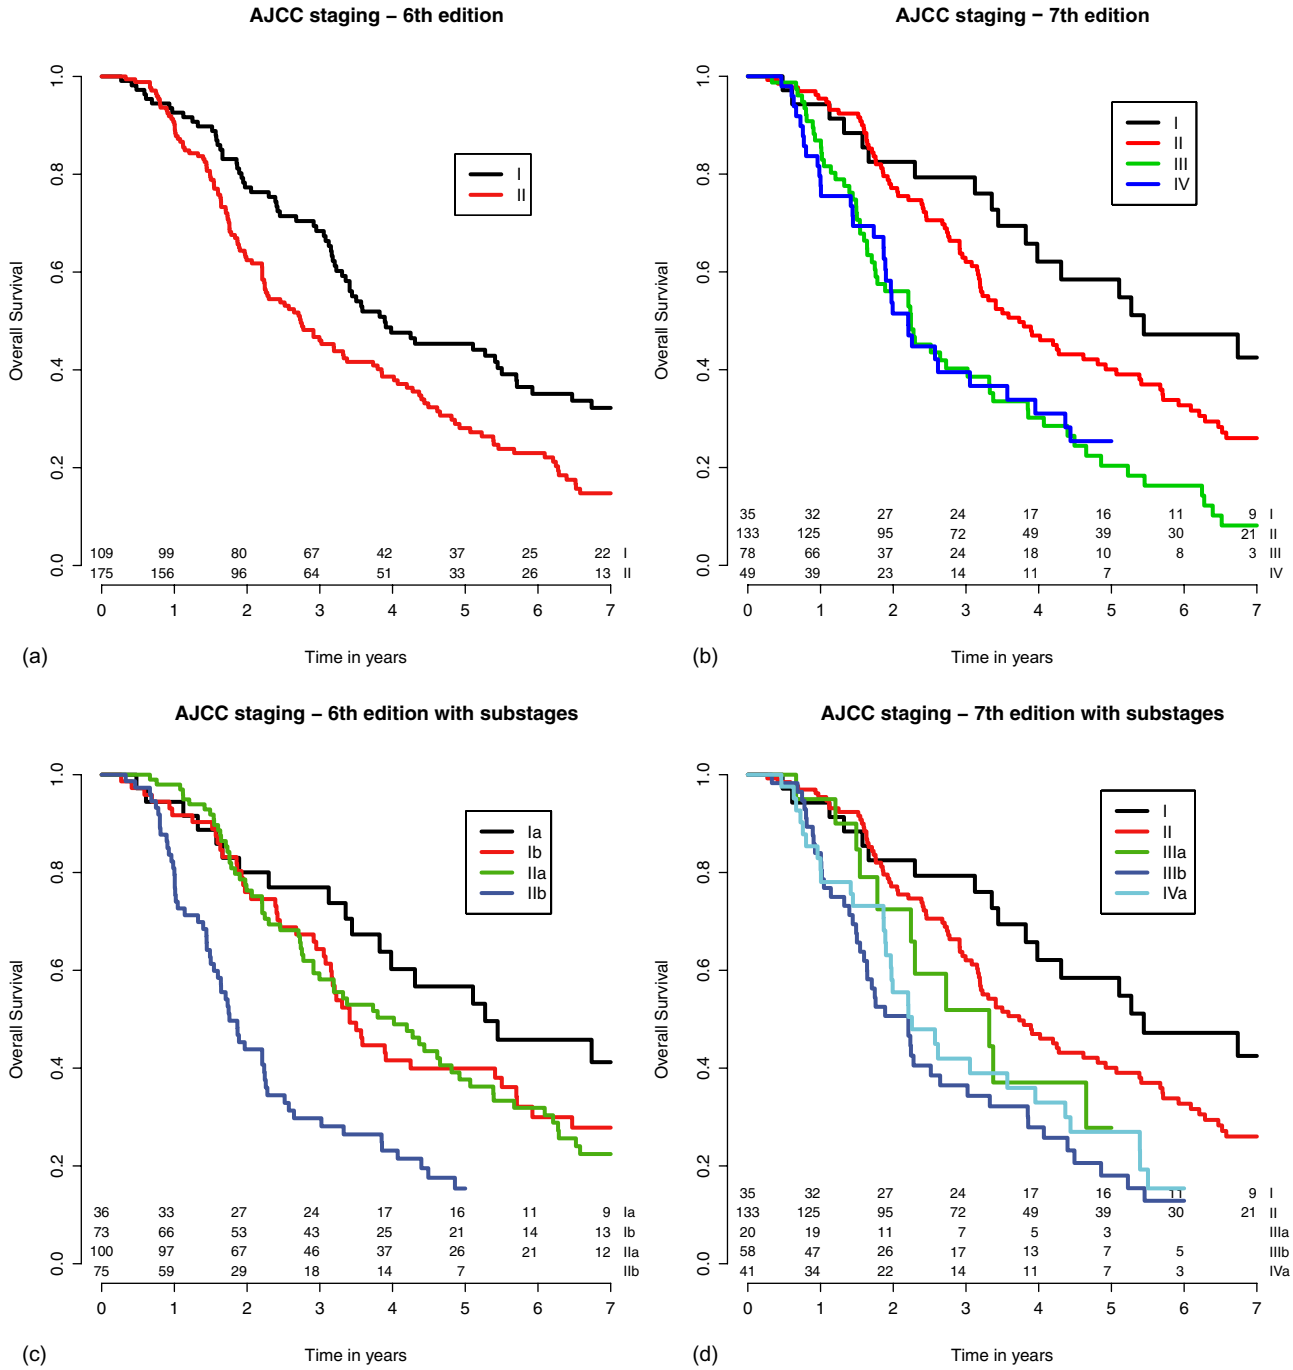 AJCC staging – 6th edition
Overall Survival
1.0
0.8
0.6
0.4
0.2
0.0
I
II
109 99 80 67 42 37 25 22 I
175 156 96 64 51 33 26 13 II
0 1 2 3 4 5 6 7
(a)
Time in years
AJCC staging – 7th edition
Overall Survival
1.0
0.8
0.6
0.4
0.2
0.0
I
II
III
IV
35 32 27 24 17 16 11 9 I
133 125 95 72 49 39 30 21 II
78 66 37 24 18 10 8 3 III
49 39 23 14 11 7 IV
0 1 2 3 4 5 6 7
(b)
Time in years
AJCC staging – 6th edition with substages
Overall Survival
1.0
0.8
0.6
0.4
0.2
0.0
Ia
Ib
IIa
IIb
36 33 27 24 17 16 11 9 Ia
73 66 53 43 25 21 14 13 Ib
100 97 67 46 37 26 21 12 IIa
75 59 29 18 14 7 IIb
0 1 2 3 4 5 6 7
(c)
Time in years
AJCC staging – 7th edition with substages
Overall Survival
1.0
0.8
0.6
0.4
0.2
0.0
I
II
IIIa
IIIb
IVa
35 32 27 24 17 16 11 9 I
133 125 95 72 49 39 30 21 II
20 19 11 7 5 3 IIIa
58 47 26 17 13 7 5 IIIb
41 34 22 14 11 7 3 IVa
0 1 2 3 4 5 6 7
(d)
Time in years